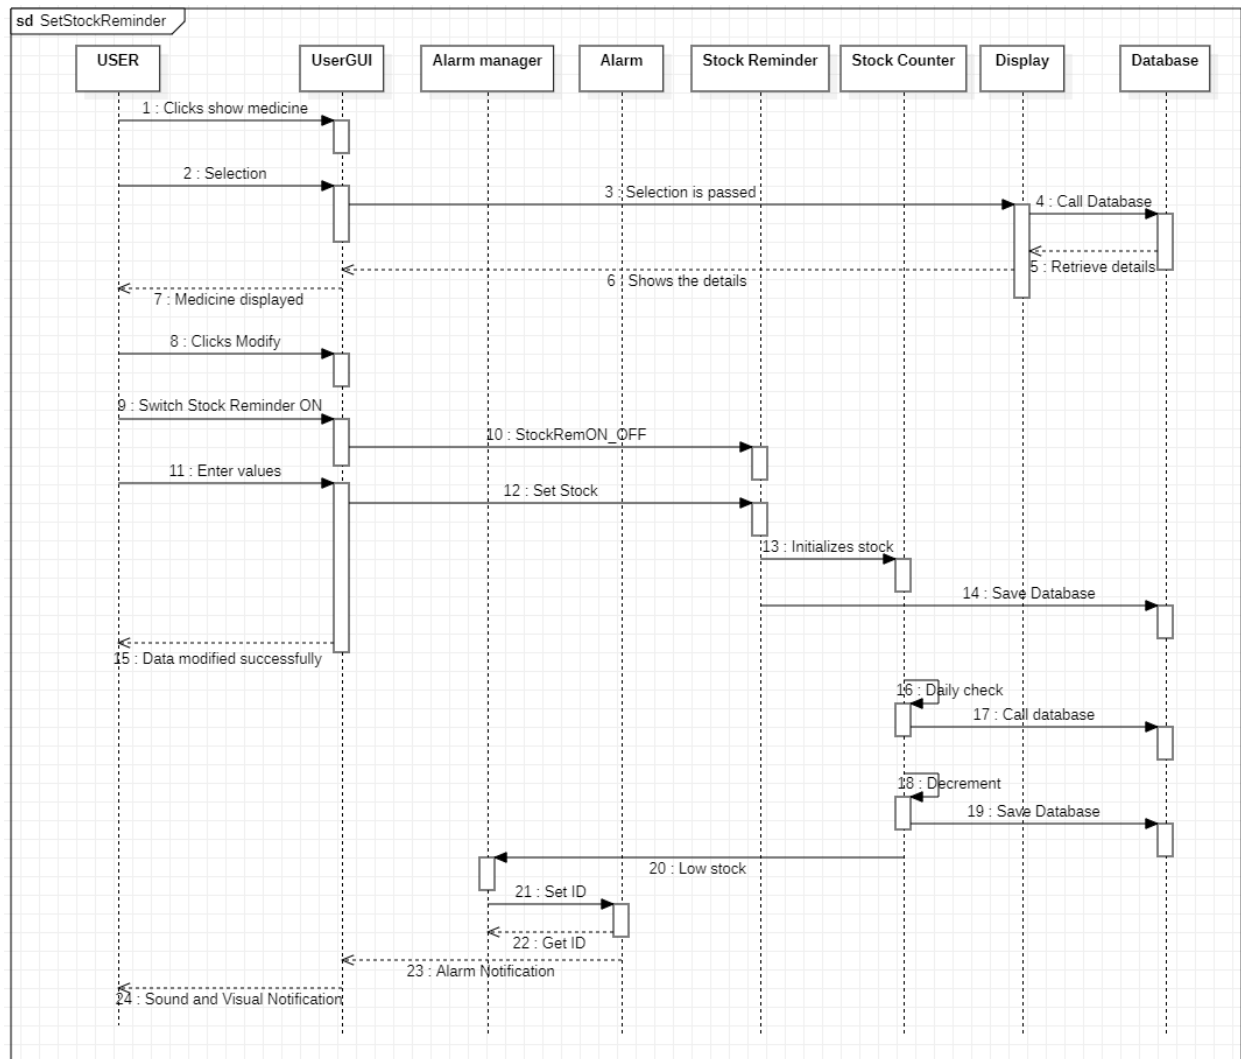 sd SetStockReminder
USER
UserGUI
Alarm manager
Alarm
Stock Reminder
Stock Counter
Display
Database
1 : Clicks show medicine
2 : Selection
3 : Selection is passed
4 : Call Database
5 : Retrieve details
6 : Shows the details
7 : Medicine displayed
8 : Clicks Modify
9 : Switch Stock Reminder ON
10 : StockRemON_OFF
11 : Enter values
12 : Set Stock
13 : Initializes stock
14 : Save Database
15 : Data modified successfully
16 : Daily check
17 : Call database
18 : Decrement
19 : Save Database
20 : Low stock
21 : Set ID
22 : Get ID
23 : Alarm Notification
24 : Sound and Visual Notification